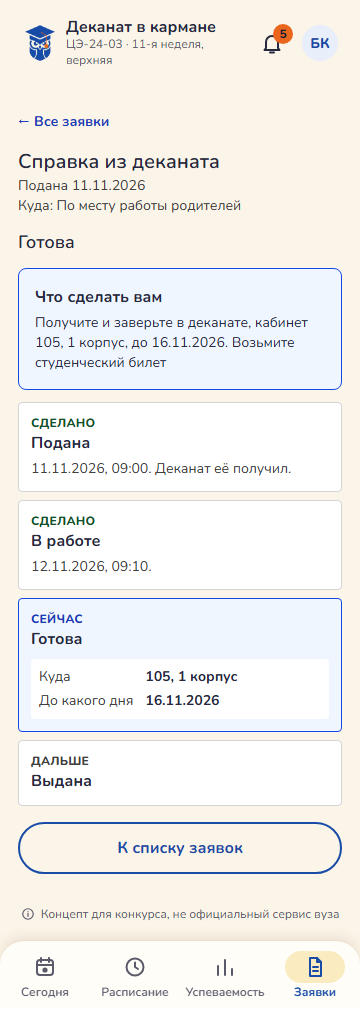 Деканат в кармане
ЦЭ-24-03 · 11-я неделя,
верхняя
5
БК
← Все заявки
Справка из деканата
Подана 11.11.2026
Куда: По месту работы родителей
Готова
Что сделать вам
Получите и заверьте в деканате, кабинет
105, 1 корпус, до 16.11.2026. Возьмите
студенческий билет
СДЕЛАНО
Подана
11.11.2026, 09:00. Деканат её получил.
СДЕЛАНО
В работе
12.11.2026, 09:10.
СЕЙЧАС
Готова
Куда 105, 1 корпус
До какого дня 16.11.2026
ДАЛЬШЕ
Выдана
К списку заявок
Концепт для конкурса, не официальный сервис вуза
Сегодня Расписание Успеваемость Заявки